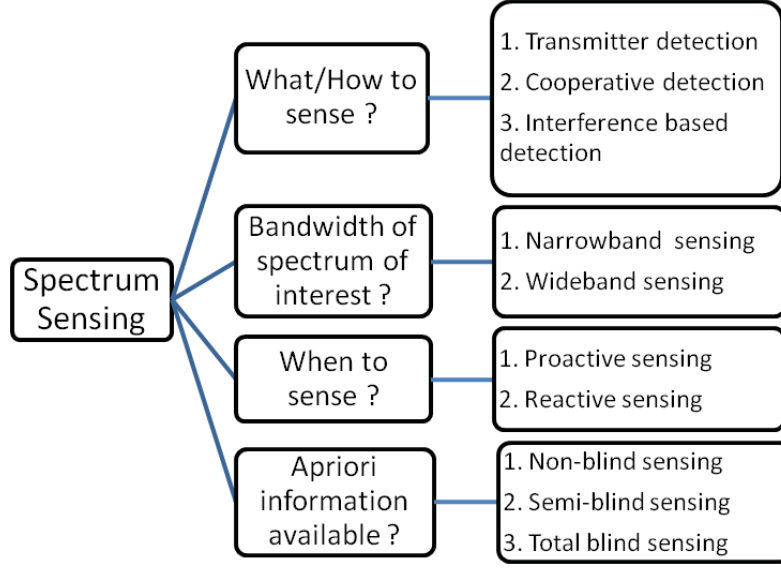 Spectrum
Sensing
What/How to
sense ?
1. Transmitter detection
2. Cooperative detection
3. Interference based
detection
Bandwidth of
spectrum of
interest ?
1. Narrowband sensing
2. Wideband sensing
When to
sense ?
1. Proactive sensing
2. Reactive sensing
Apriori
information
available ?
1. Non-blind sensing
2. Semi-blind sensing
3. Total blind sensing